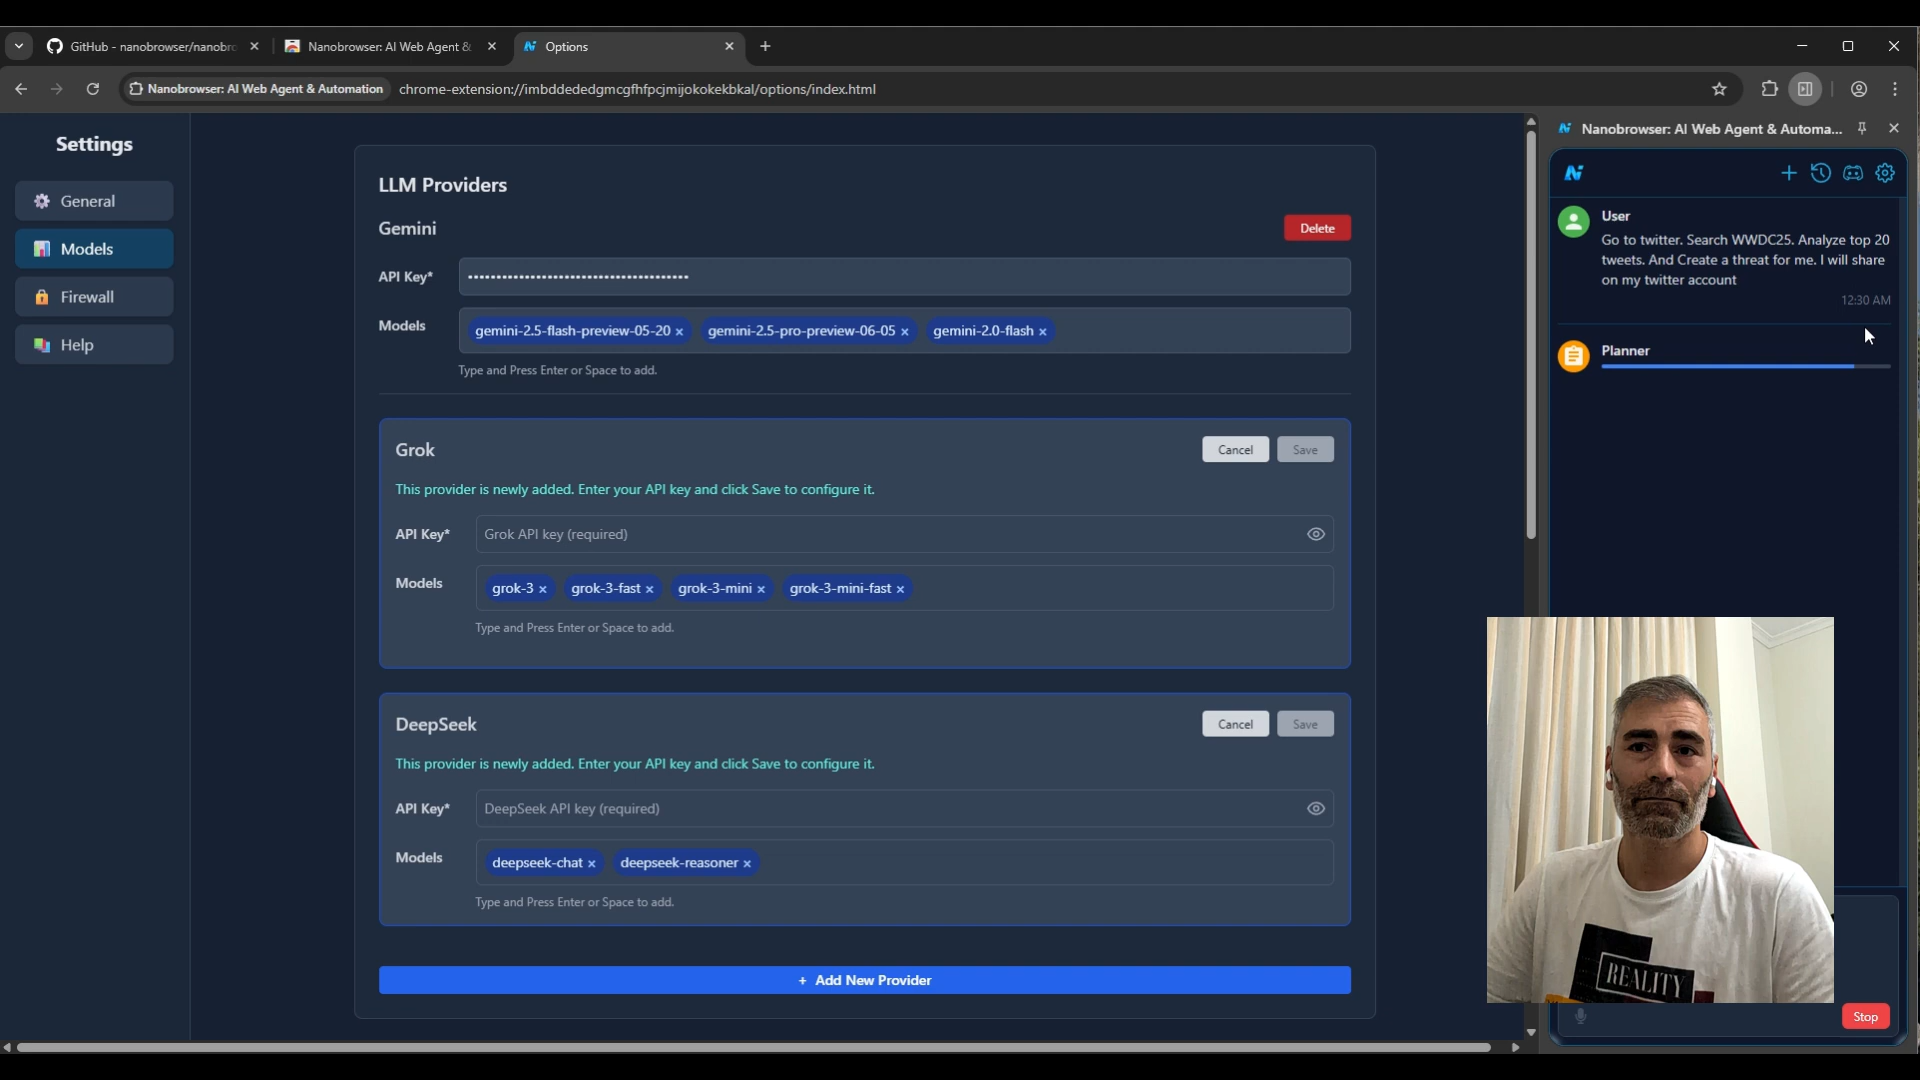 GitHub - nanobrowser/nanobro
Nanobrowser: AI Web Agent &
Options
Nanobrowser: AI Web Agent & Automation
chrome-extension://imbddededgmcgfhfpcjmijokokekbkal/options/index.html
Settings
General
Models
Firewall
Help
LLM Providers
Gemini
Delete
API Key*
••••••••••••••••••••••••••••••••••••••
Models
gemini-2.5-flash-preview-05-20 ×
gemini-2.5-pro-preview-06-05 ×
gemini-2.0-flash ×
Type and Press Enter or Space to add.
Grok
Cancel
Save
This provider is newly added. Enter your API key and click Save to configure it.
API Key*
Grok API key (required)
Models
grok-3 ×
grok-3-fast ×
grok-3-mini ×
grok-3-mini-fast ×
Type and Press Enter or Space to add.
DeepSeek
Cancel
Save
This provider is newly added. Enter your API key and click Save to configure it.
API Key*
DeepSeek API key (required)
Models
deepseek-chat ×
deepseek-reasoner ×
Type and Press Enter or Space to add.
+ Add New Provider
Nanobrowser: AI Web Agent & Automa...
User
Go to twitter. Search WWDC25. Analyze top 20
tweets. And Create a threat for me. I will share
on my twitter account
12:30 AM
Planner
REALITY
Stop